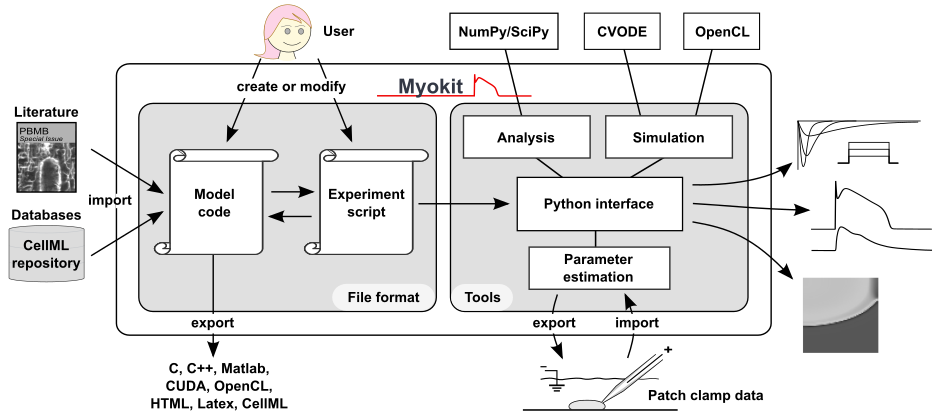 User
NumPy/SciPy
CVODE
OpenCL
create or modify
Myokit
Literature
PBMB
Special Issue
Analysis
Simulation
import
Model
code
Experiment
script
Python interface
Databases
CellML
repository
Parameter
estimation
File format
Tools
export
export
import
C, C++, Matlab,
CUDA, OpenCL,
HTML, Latex, CellML
Patch clamp data